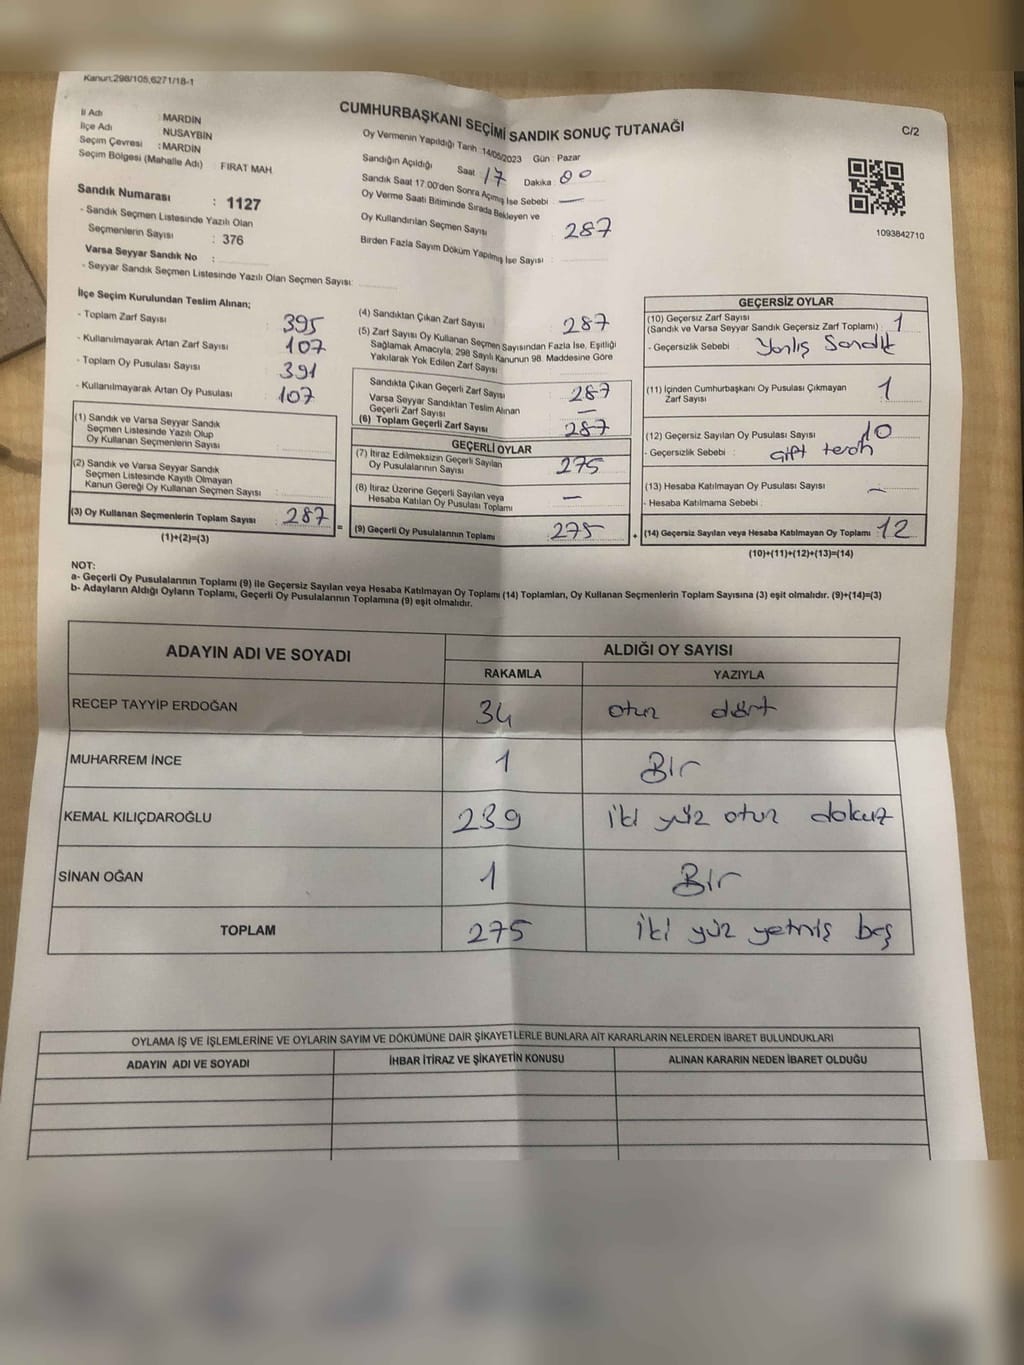 Kanun:298/105,6271/18-1
CUMHURBAŞKANI SEÇİMİ SANDIK SONUÇ TUTANAĞI
C/2
İl Adı : MARDİN
İlçe Adı NUSAYBİN
Seçim Çevresi : MARDİN
Seçim Bölgesi (Mahalle Adı) : FIRAT MAH
Sandık Numarası : 1127
- Sandık Seçmen Listesinde Yazılı Olan
Seçmenlerin Sayısı : 376
Varsa Seyyar Sandık No :
- Seyyar Sandık Seçmen Listesinde Yazılı Olan Seçmen Sayısı:
Oy Vermenin Yapıldığı Tarih :14/05/2023 Gün : Pazar
Sandığın Açıldığı Saat : 17 Dakika : 00
Sandık Saat 17.00'den Sonra Açmış İse Sebebi : —
Oy Verme Saati Bitiminde Sırada Bekleyen ve
Oy Kullandırılan Seçmen Sayısı : 287
Birden Fazla Sayım Döküm Yapılmış İse Sayısı :
1093842710
İlçe Seçim Kurulundan Teslim Alınan;
- Toplam Zarf Sayısı : 395
- Kullanılmayarak Artan Zarf Sayısı : 107
- Toplam Oy Pusulası Sayısı : 391
- Kullanılmayarak Artan Oy Pusulası : 107
(1) Sandık ve Varsa Seyyar Sandık
Seçmen Listesinde Yazılı Olup
Oy Kullanan Seçmenlerin Sayısı :
(2) Sandık ve Varsa Seyyar Sandık
Seçmen Listesinde Kayıtlı Olmayan
Kanun Gereği Oy Kullanan Seçmen Sayısı :
(3) Oy Kullanan Seçmenlerin Toplam Sayısı : 287 =
(1)+(2)=(3)
(4) Sandıktan Çıkan Zarf Sayısı : 287
(5) Zarf Sayısı Oy Kullanan Seçmen Sayısından Fazla İse, Eşitliği
Sağlamak Amacıyla, 298 Sayılı Kanunun 98. Maddesine Göre
Yakılarak Yok Edilen Zarf Sayısı :
Sandıkta Çıkan Geçerli Zarf Sayısı : 287
Varsa Seyyar Sandıktan Teslim Alınan
Geçerli Zarf Sayısı : —
(6) Toplam Geçerli Zarf Sayısı : 287
GEÇERLİ OYLAR
(7) İtiraz Edilmeksizin Geçerli Sayılan
Oy Pusulalarının Sayısı : 275
(8) İtiraz Üzerine Geçerli Sayılan veya
Hesaba Katılan Oy Pusulası Toplamı : —
(9) Geçerli Oy Pusulalarının Toplamı : 275 +
GEÇERSİZ OYLAR
(10) Geçersiz Zarf Sayısı
(Sandık ve Varsa Seyyar Sandık Geçersiz Zarf Toplamı) : 1
- Geçersizlik Sebebi : Yanlış Sandık
(11) İçinden Cumhurbaşkanı Oy Pusulası Çıkmayan
Zarf Sayısı : 1
(12) Geçersiz Sayılan Oy Pusulası Sayısı : 10
- Geçersizlik Sebebi : Çift tercih
(13) Hesaba Katılmayan Oy Pusulası Sayısı : —
- Hesaba Katılmama Sebebi :
(14) Geçersiz Sayılan veya Hesaba Katılmayan Oy Toplamı : 12
(10)+(11)+(12)+(13)=(14)
NOT:
a- Geçerli Oy Pusulalarının Toplamı (9) ile Geçersiz Sayılan veya Hesaba Katılmayan Oy Toplamı (14) Toplamları, Oy Kullanan Seçmenlerin Toplam Sayısına (3) eşit olmalıdır. (9)+(14)=(3)
b- Adayların Aldığı Oyların Toplamı, Geçerli Oy Pusulalarının Toplamına (9) eşit olmalıdır.
ADAYIN ADI VE SOYADI ALDIĞI OY SAYISI
RAKAMLA YAZIYLA
RECEP TAYYİP ERDOĞAN 34 otuz dört
MUHARREM İNCE 1 Bir
KEMAL KILIÇDAROĞLU 239 iki yüz otuz dokuz
SİNAN OĞAN 1 Bir
TOPLAM 275 iki yüz yetmiş beş
OYLAMA İŞ VE İŞLEMLERİNE VE OYLARIN SAYIM VE DÖKÜMÜNE DAİR ŞİKAYETLERLE BUNLARA AİT KARARLARIN NELERDEN İBARET BULUNDUKLARI
ADAYIN ADI VE SOYADI İHBAR İTİRAZ VE ŞİKAYETİN KONUSU ALINAN KARARIN NEDEN İBARET OLDUĞU